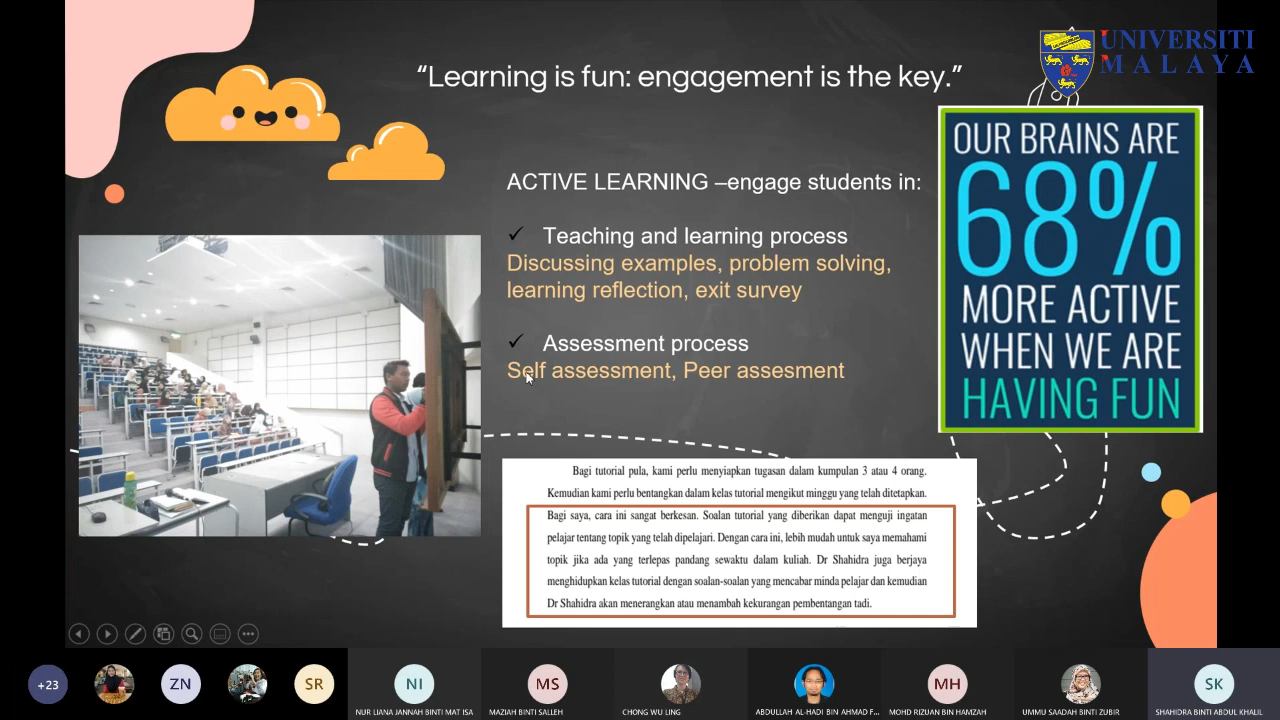 “Learning is fun: engagement is the key.”
UNIVERSITI
MALAYA
ACTIVE LEARNING –engage students in:
✓ Teaching and learning process
Discussing examples, problem solving,
learning reflection, exit survey
✓ Assessment process
Self assessment, Peer assesment
OUR BRAINS ARE
68%
MORE ACTIVE
WHEN WE ARE
HAVING FUN
Bagi tutorial pula, kami perlu menyiapkan tugasan dalam kumpulan 3 atau 4 orang.
Kemudian kami perlu bentangkan dalam kelas tutorial mengikut minggu yang telah ditetapkan.
Bagi saya, cara ini sangat berkesan. Soalan tutorial yang diberikan dapat menguji ingatan
pelajar tentang topik yang telah dipelajari. Dengan cara ini, lebih mudah untuk saya memahami
topik jika ada yang terlepas pandang sewaktu dalam kuliah. Dr Shahidra juga berjaya
menghidupkan kelas tutorial dengan soalan-soalan yang mencabar minda pelajar dan kemudian
Dr Shahidra akan menerangkan atau menambah kekurangan pembentangan tadi.
+23
ZN
SR
NI
MS
MH
SK
NUR LIANA JANNAH BINTI MAT ISA
MAZIAH BINTI SALLEH
CHONG WU LING
ABDULLAH AL-HADI BIN AHMAD F...
MOHD RIZUAN BIN HAMZAH
UMMU SAADAH BINTI ZUBIR
SHAHIDRA BINTI ABDUL KHALIL